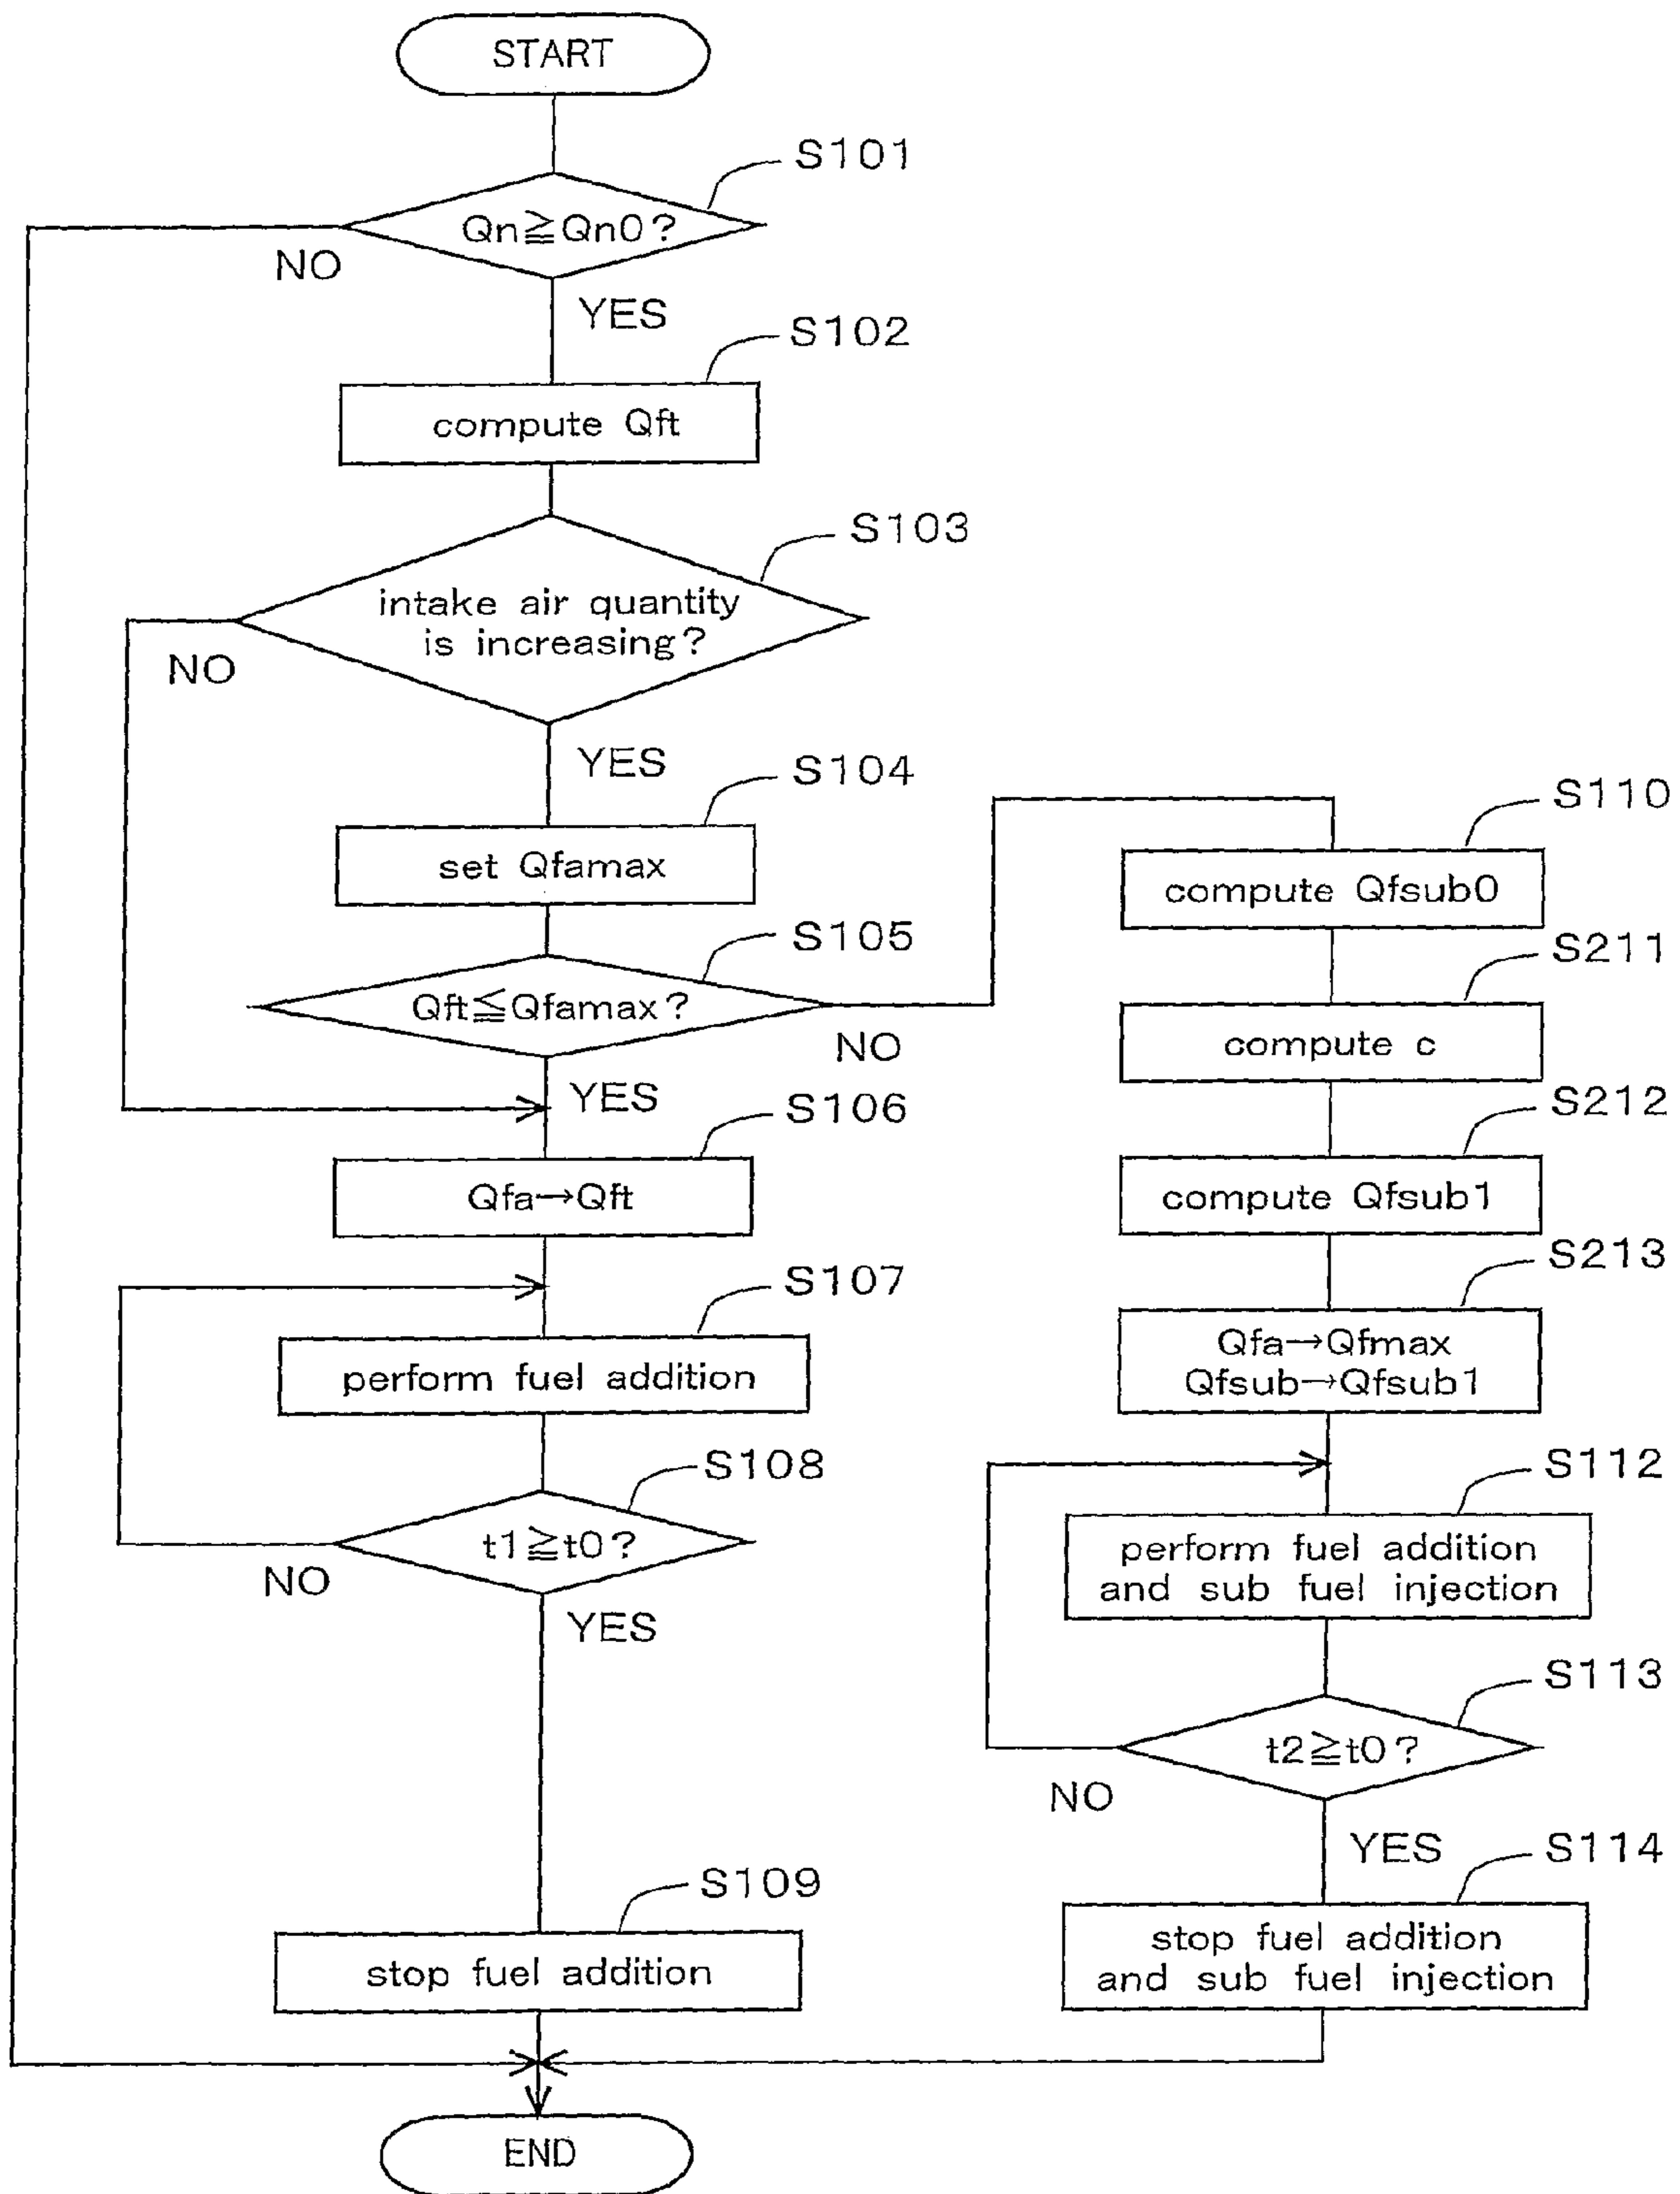 START
S101
Qn≧Qn0?
NO
YES
S102
compute Qft
S103
intake air quantity
is increasing?
NO
YES
S104
set Qfamax
S105
Qft≦Qfamax?
NO
YES
S106
Qfa→Qft
S107
perform fuel addition
S108
t1≧t0?
NO
YES
S109
stop fuel addition
S110
compute Qfsub0
S211
compute c
S212
compute Qfsub1
S213
Qfa→Qfmax
Qfsub→Qfsub1
S112
perform fuel addition
and sub fuel injection
S113
t2≧t0?
NO
YES
S114
stop fuel addition
and sub fuel injection
END